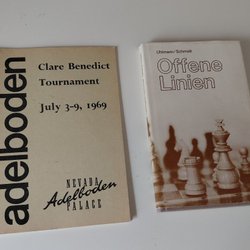 adelboden
Clare Benedict
Tournament
July 3-9, 1969
NEVADA
Adelboden
PALACE
Uhlmann/Schmidt
Offene
Linien